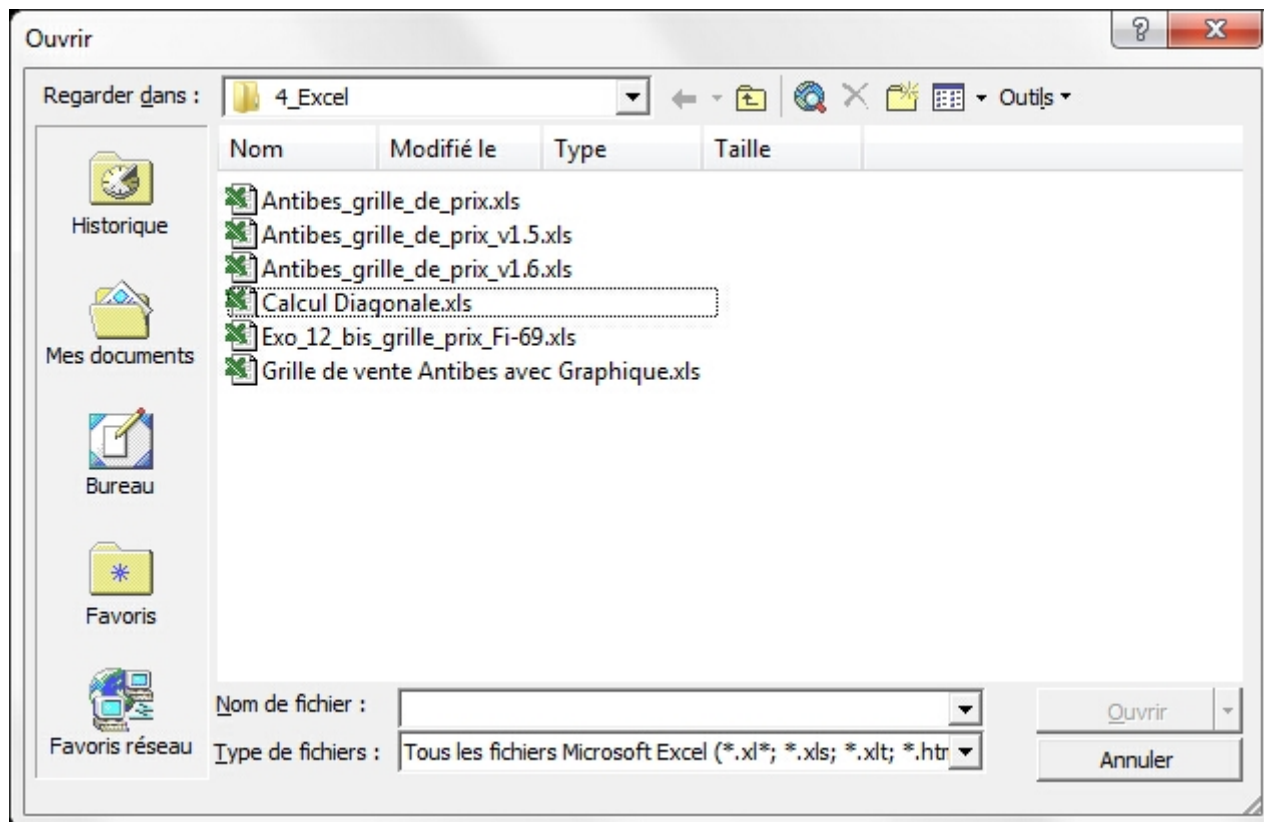 Ouvrir
?
Regarder dans :
4_Excel
Outils
Nom
Modifié le
Type
Taille
Historique
Mes documents
Bureau
Favoris
Favoris réseau
Antibes_grille_de_prix.xls
Antibes_grille_de_prix_v1.5.xls
Antibes_grille_de_prix_v1.6.xls
Calcul Diagonale.xls
Exo_12_bis_grille_prix_Fi-69.xls
Grille de vente Antibes avec Graphique.xls
Nom de fichier :
Ouvrir
Type de fichiers :
Tous les fichiers Microsoft Excel (*.xl*; *.xls; *.xlt; *.htn
Annuler